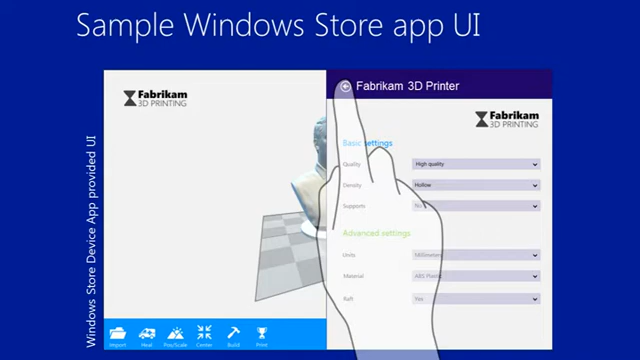 Sample Windows Store app UI
Windows Store Device App provided UI
Fabrikam
3D PRINTING
Fabrikam 3D Printer
Fabrikam
3D PRINTING
Basic settings
Quality High quality
Density Hollow
Supports No
Advanced settings
Units Millimeters
Material ABS Plastic
Raft Yes
Import Heal Pos/Scale Center Build Print